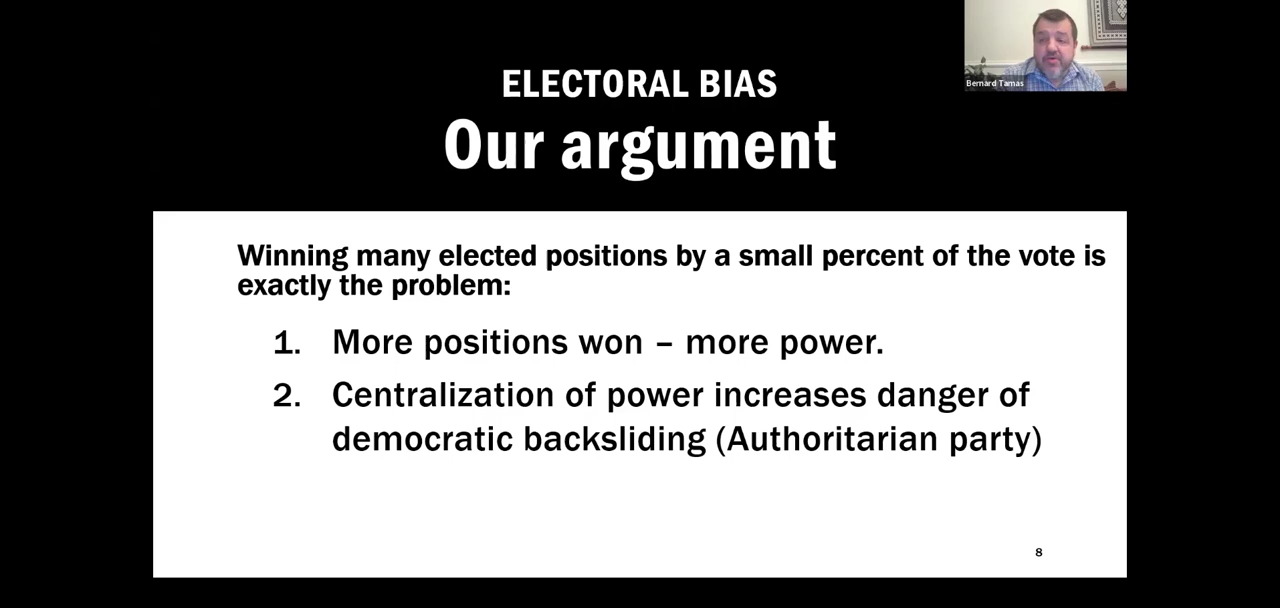 Bernard Tamas
ELECTORAL BIAS
Our argument
Winning many elected positions by a small percent of the vote is
exactly the problem:
1. More positions won – more power.
2. Centralization of power increases danger of
democratic backsliding (Authoritarian party)
8